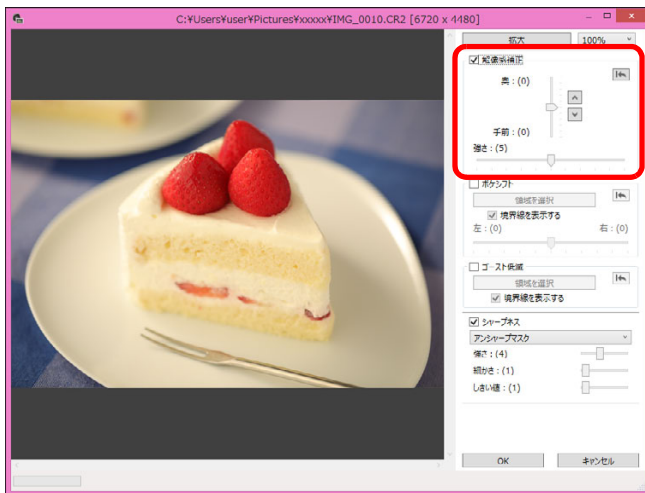 C:¥Users¥user¥Pictures¥xxxxx¥IMG_0010.CR2 [6720 x 4480]
拡大
100%
解像感補正
奥：(0)
手前：(0)
強さ：(5)
ボケシフト
領域を選択
境界線を表示する
左：(0) 右：(0)
ゴースト低減
領域を選択
境界線を表示する
シャープネス
アンシャープマスク
強さ：(4)
細かさ：(1)
しきい値：(1)
OK
キャンセル